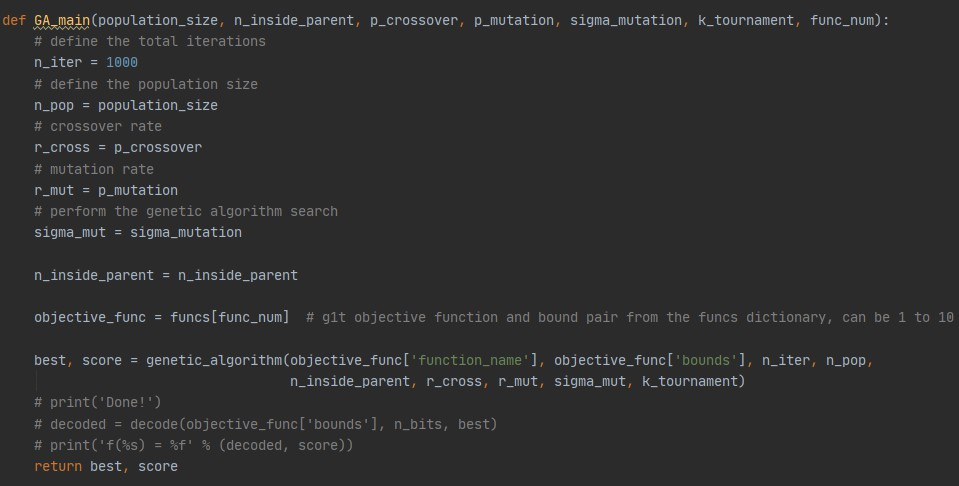 def GA_main(population_size, n_inside_parent, p_crossover, p_mutation, sigma_mutation, k_tournament, func_num):
    # define the total iterations
    n_iter = 1000
    # define the population size
    n_pop = population_size
    # crossover rate
    r_cross = p_crossover
    # mutation rate
    r_mut = p_mutation
    # perform the genetic algorithm search
    sigma_mut = sigma_mutation
    n_inside_parent = n_inside_parent
    objective_func = funcs[func_num]  # g1t objective function and bound pair from the funcs dictionary, can be 1 to 10
    best, score = genetic_algorithm(objective_func['function_name'], objective_func['bounds'], n_iter, n_pop,
                                    n_inside_parent, r_cross, r_mut, sigma_mut, k_tournament)
    # print('Done!')
    # decoded = decode(objective_func['bounds'], n_bits, best)
    # print('f(%s) = %f' % (decoded, score))
    return best, score